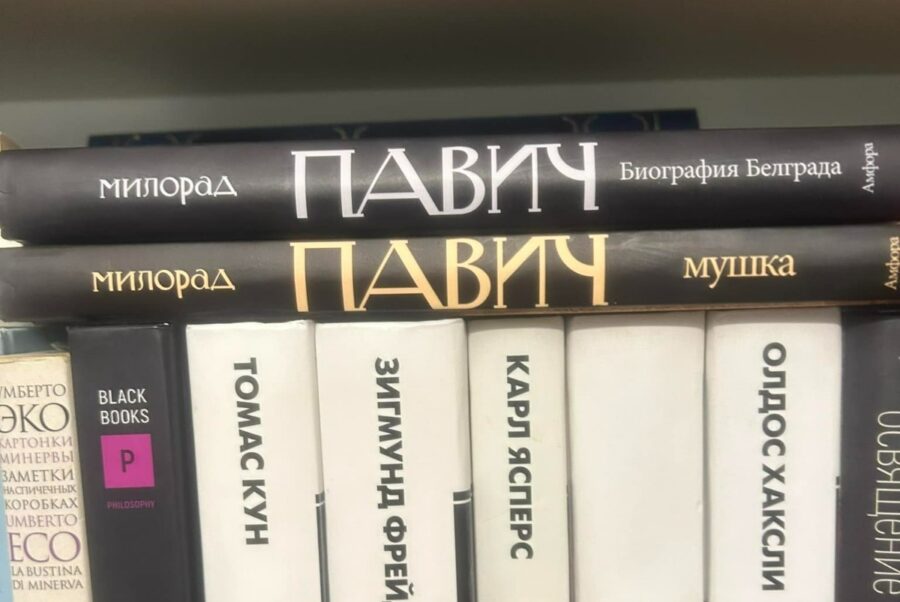 МИЛОРАД ПАВИЧ Биография Белграда Амфора
МИЛОРАД ПАВИЧ мушка Амфора
УМБЕРТО
ЭКО
КАРТОНКИ
МИНЕРВЫ
ЗАМЕТКИ
НА СПИЧЕЧНЫХ
КОРОБКАХ
UMBERTO
ECO
LA BUSTINA
DI MINERVA
BLACK
BOOKS
P
PHILOSOPHY
ТОМАС КУН
ЗИГМУНД ФРЕЙ
КАРЛ ЯСПЕРС
ОЛДОС ХАКСЛИ
ОСВЯЩЕНИЕ